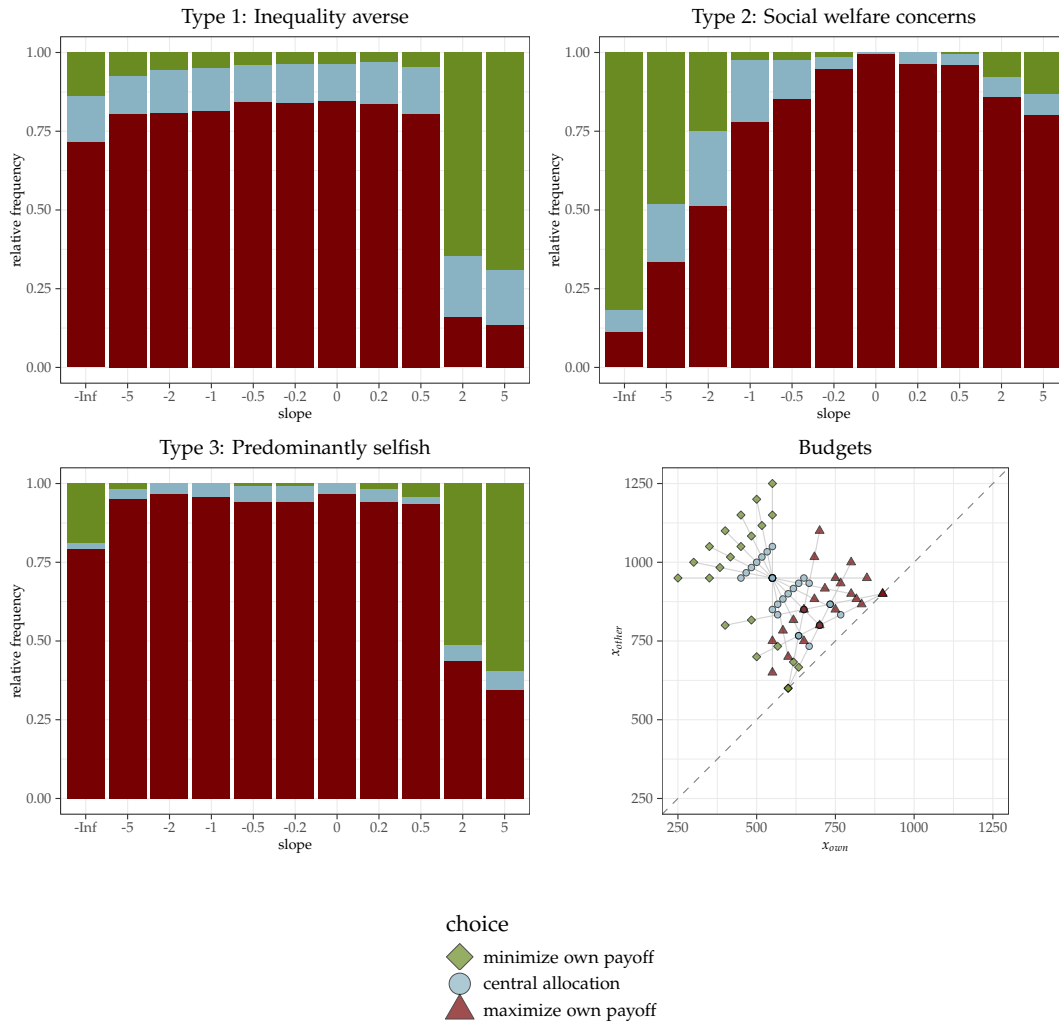 Type 1: Inequality averse
relative frequency
1.00
0.75
0.50
0.25
0.00
-Inf -5 -2 -1 -0.5 -0.2 0 0.2 0.5 2 5
slope
Type 2: Social welfare concerns
relative frequency
1.00
0.75
0.50
0.25
0.00
-Inf -5 -2 -1 -0.5 -0.2 0 0.2 0.5 2 5
slope
Type 3: Predominantly selfish
relative frequency
1.00
0.75
0.50
0.25
0.00
-Inf -5 -2 -1 -0.5 -0.2 0 0.2 0.5 2 5
slope
Budgets
x_other
1250
1000
750
500
250
250 500 750 1000 1250
x_own
choice
minimize own payoff
central allocation
maximize own payoff